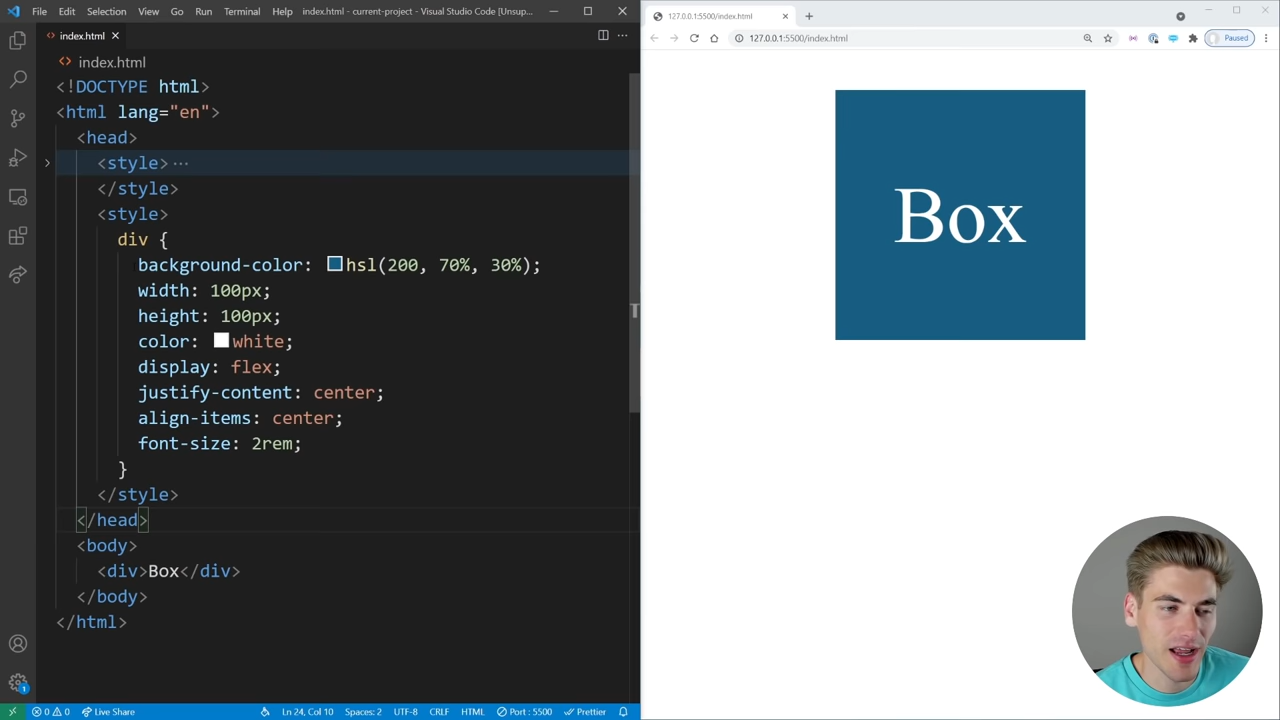 File Edit Selection View Go Run Terminal Help index.html - current-project - Visual Studio Code [Unsup...
index.html
index.html
<!DOCTYPE html>
<html lang="en">
<head>
<style>...
</style>
<style>
div {
background-color: hsl(200, 70%, 30%);
width: 100px;
height: 100px;
color: white;
display: flex;
justify-content: center;
align-items: center;
font-size: 2rem;
}
</style>
</head>
<body>
<div>Box</div>
</body>
</html>
1
0 0 Live Share Ln 24, Col 10 Spaces: 2 UTF-8 CRLF HTML Port : 5500 Prettier
127.0.0.1:5500/index.html
127.0.0.1:5500/index.html Paused
Box